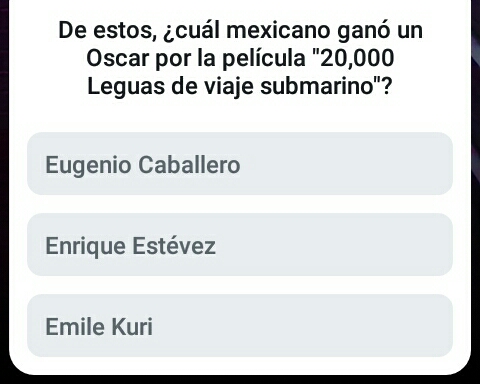 De estos, ¿cuál mexicano ganó un
Oscar por la película "20,000
Leguas de viaje submarino"?
Eugenio Caballero
Enrique Estévez
Emile Kuri